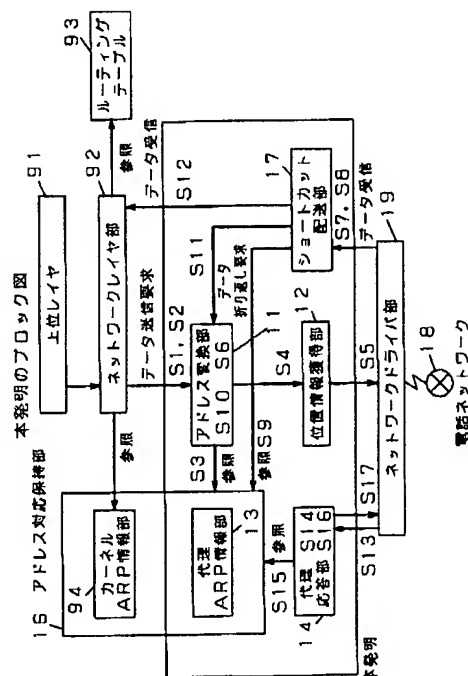 本発明のブロック図
91
上位レイヤ
92
ネットワークレイヤ部
参照
93
ルーティング
テーブル
参照
データ送信要求
S1, S2
データ受信
S12
15 アドレス対応保持部
94
カーネル
ARP情報部
代理
ARP情報部
13
S3
参照
アドレス変換部
S10 S6
11
S11
データ
折り返し要求
17
ショートカット
配送部
参照S9
S4
12
位置情報獲得部
S7, S8
データ受信
S15
参照
14
代理
応答部
S14
S16
S17
S13
S5
19
ネットワークドライバ部
18
電話ネットワーク
本発明